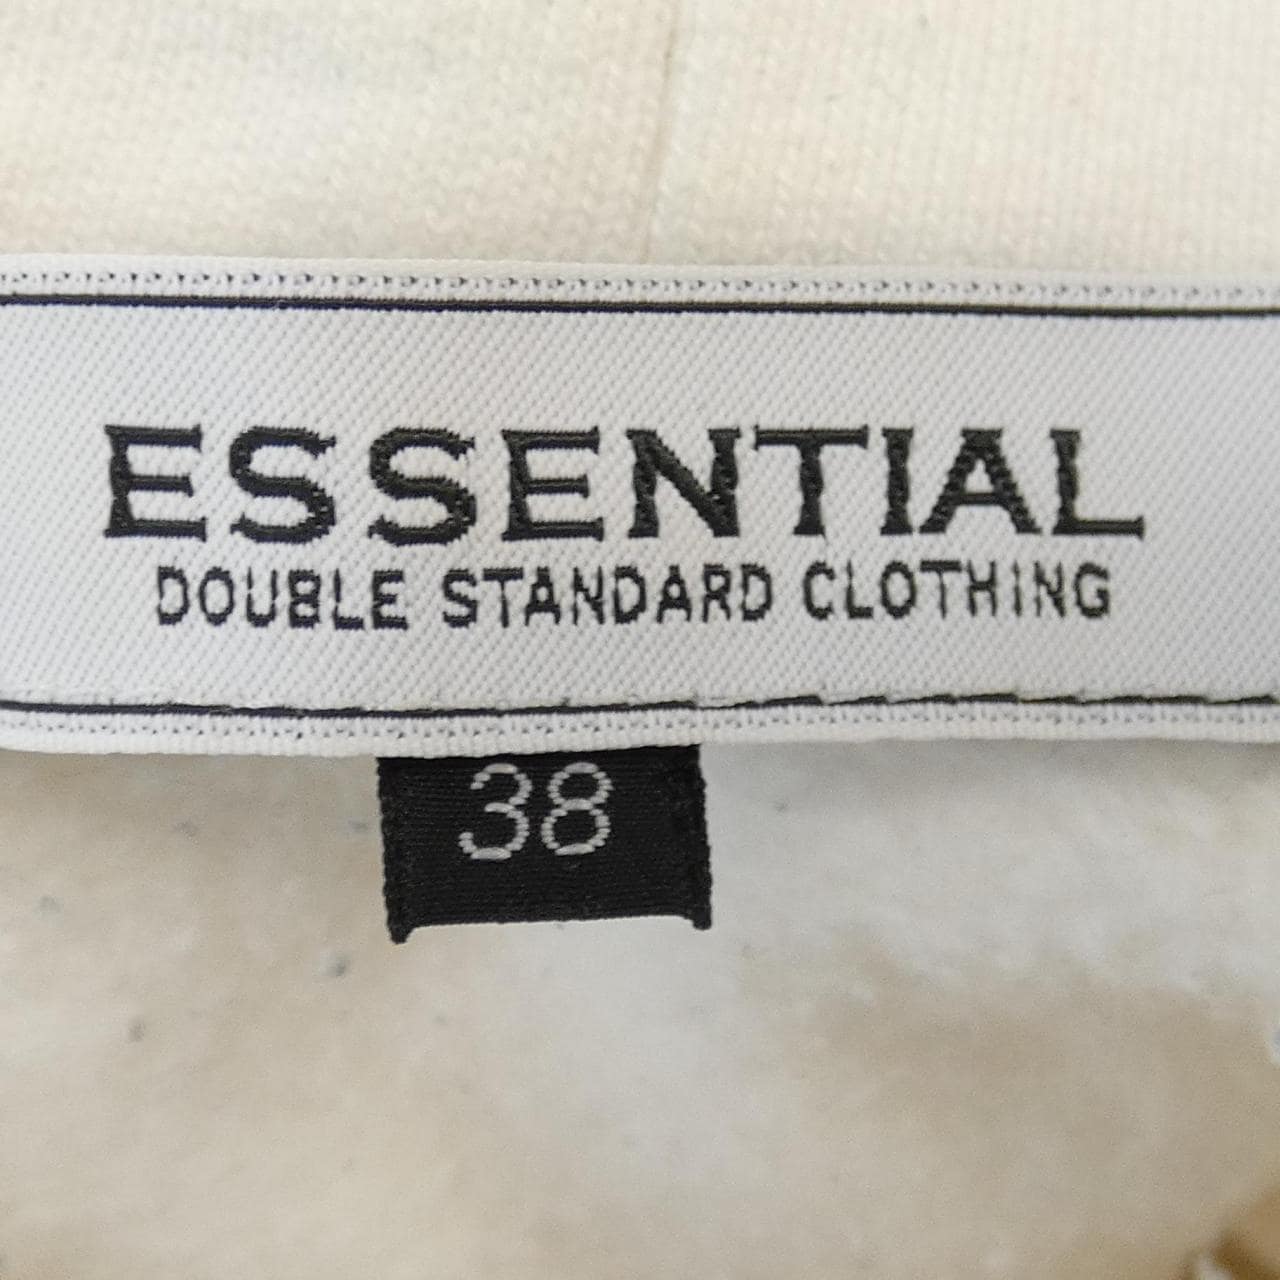 ESSENTIAL
DOUBLE STANDARD CLOTHING
38